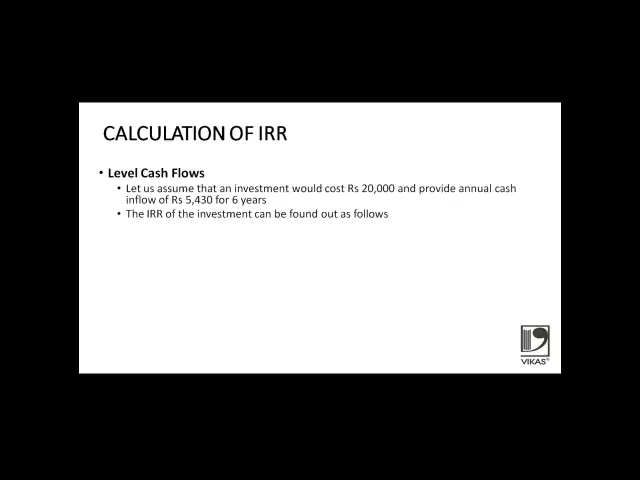 CALCULATION OF IRR
• Level Cash Flows
• Let us assume that an investment would cost Rs 20,000 and provide annual cash
inflow of Rs 5,430 for 6 years
• The IRR of the investment can be found out as follows
VIKAS®